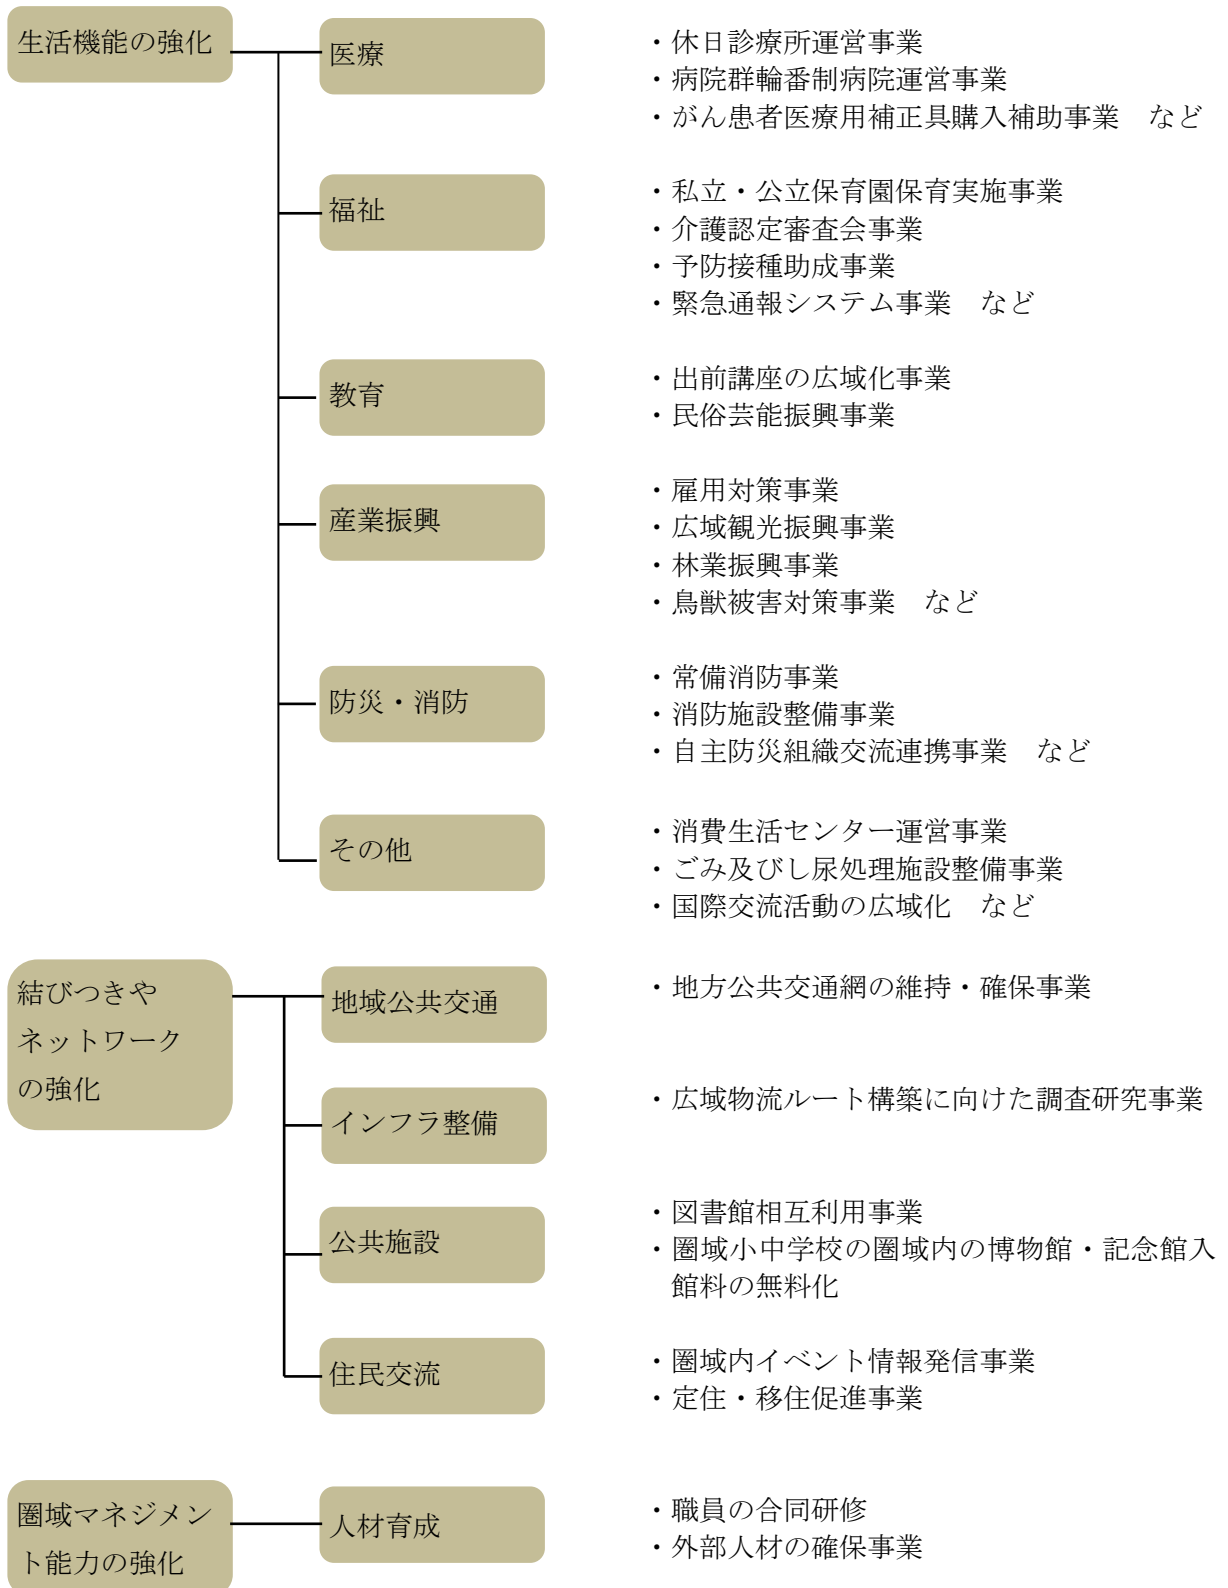 生活機能の強化
医療
・休日診療所運営事業
・病院群輪番制病院運営事業
・がん患者医療用補正具購入補助事業　など
福祉
・私立・公立保育園保育実施事業
・介護認定審査会事業
・予防接種助成事業
・緊急通報システム事業　など
教育
・出前講座の広域化事業
・民俗芸能振興事業
産業振興
・雇用対策事業
・広域観光振興事業
・林業振興事業
・鳥獣被害対策事業　など
防災・消防
・常備消防事業
・消防施設整備事業
・自主防災組織交流連携事業　など
その他
・消費生活センター運営事業
・ごみ及びし尿処理施設整備事業
・国際交流活動の広域化　など
結びつきや
ネットワーク
の強化
地域公共交通
・地方公共交通網の維持・確保事業
インフラ整備
・広域物流ルート構築に向けた調査研究事業
公共施設
・図書館相互利用事業
・圏域小中学校の圏域内の博物館・記念館入
館料の無料化
住民交流
・圏域内イベント情報発信事業
・定住・移住促進事業
圏域マネジメン
ト能力の強化
人材育成
・職員の合同研修
・外部人材の確保事業